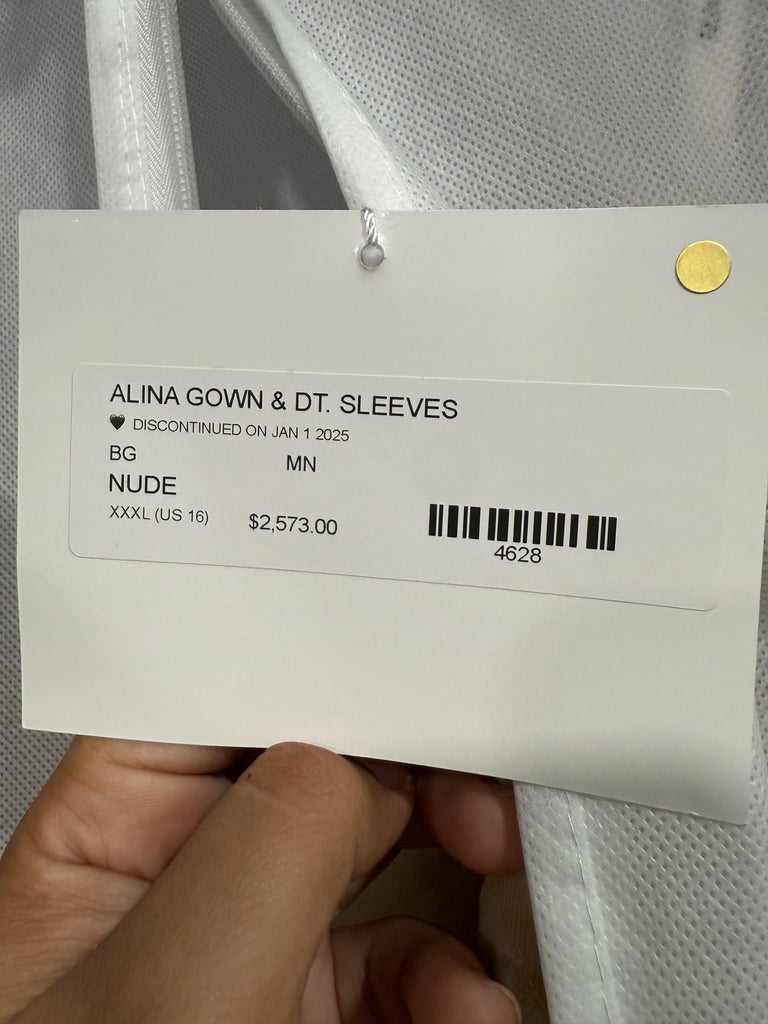 ALINA GOWN & DT. SLEEVES
🖤 DISCONTINUED ON JAN 1 2025
BG MN
NUDE
XXXL (US 16) $2,573.00
4628